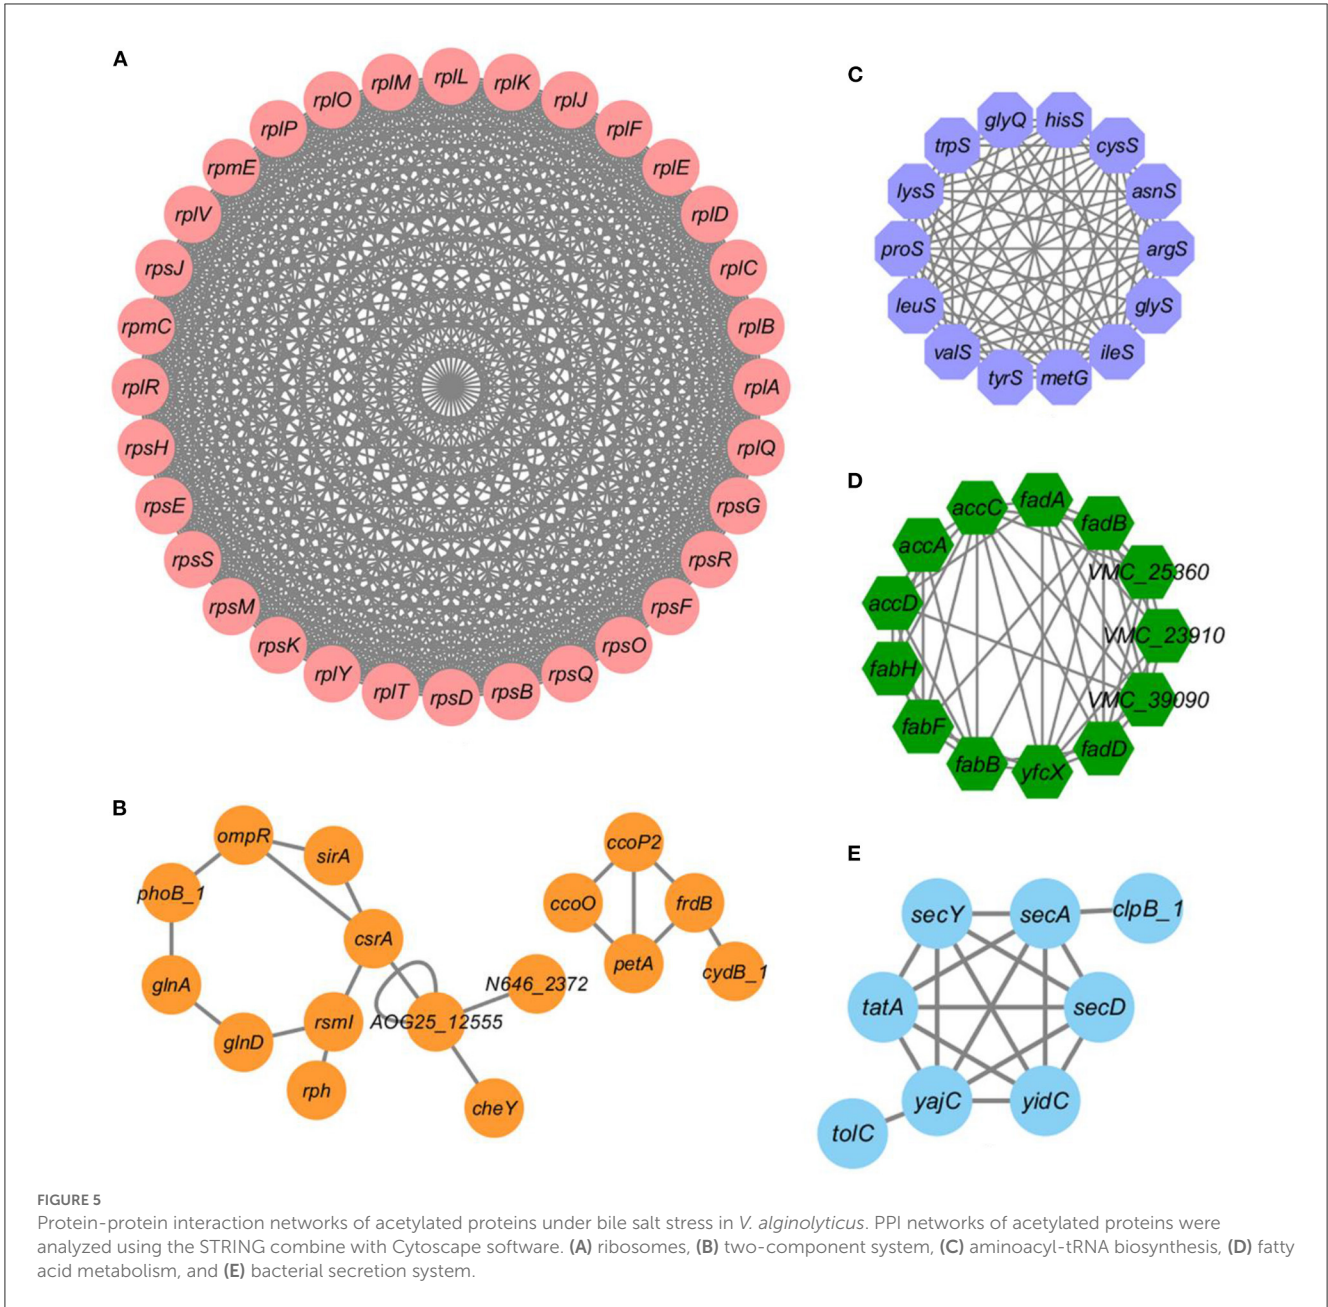 A
rplL
rplK
rplJ
rplF
rplE
rplD
rplC
rplB
rplA
rplQ
rpsG
rpsR
rpsF
rpsO
rpsQ
rpsB
rpsD
rplT
rplY
rpsK
rpsM
rpsS
rpsE
rpsH
rplR
rpmC
rpsJ
rplV
rpmE
rplP
rplO
rplM
B
ompR
sirA
phoB_1
csrA
glnA
glnD
rsmI
rph
AOG25_12555
N646_2372
cheY
ccoP2
ccoO
frdB
petA
cydB_1
C
glyQ
hisS
cysS
asnS
argS
glyS
ileS
metG
tyrS
valS
leuS
proS
lysS
trpS
D
accC
fadA
fadB
VMC_25360
VMC_23910
VMC_39090
fadD
yfcX
fabB
fabF
fabH
accD
accA
E
secY
secA
clpB_1
tatA
secD
yajC
yidC
tolC
FIGURE 5
Protein-protein interaction networks of acetylated proteins under bile salt stress in V. alginolyticus. PPI networks of acetylated proteins were
analyzed using the STRING combine with Cytoscape software. (A) ribosomes, (B) two-component system, (C) aminoacyl-tRNA biosynthesis, (D) fatty
acid metabolism, and (E) bacterial secretion system.